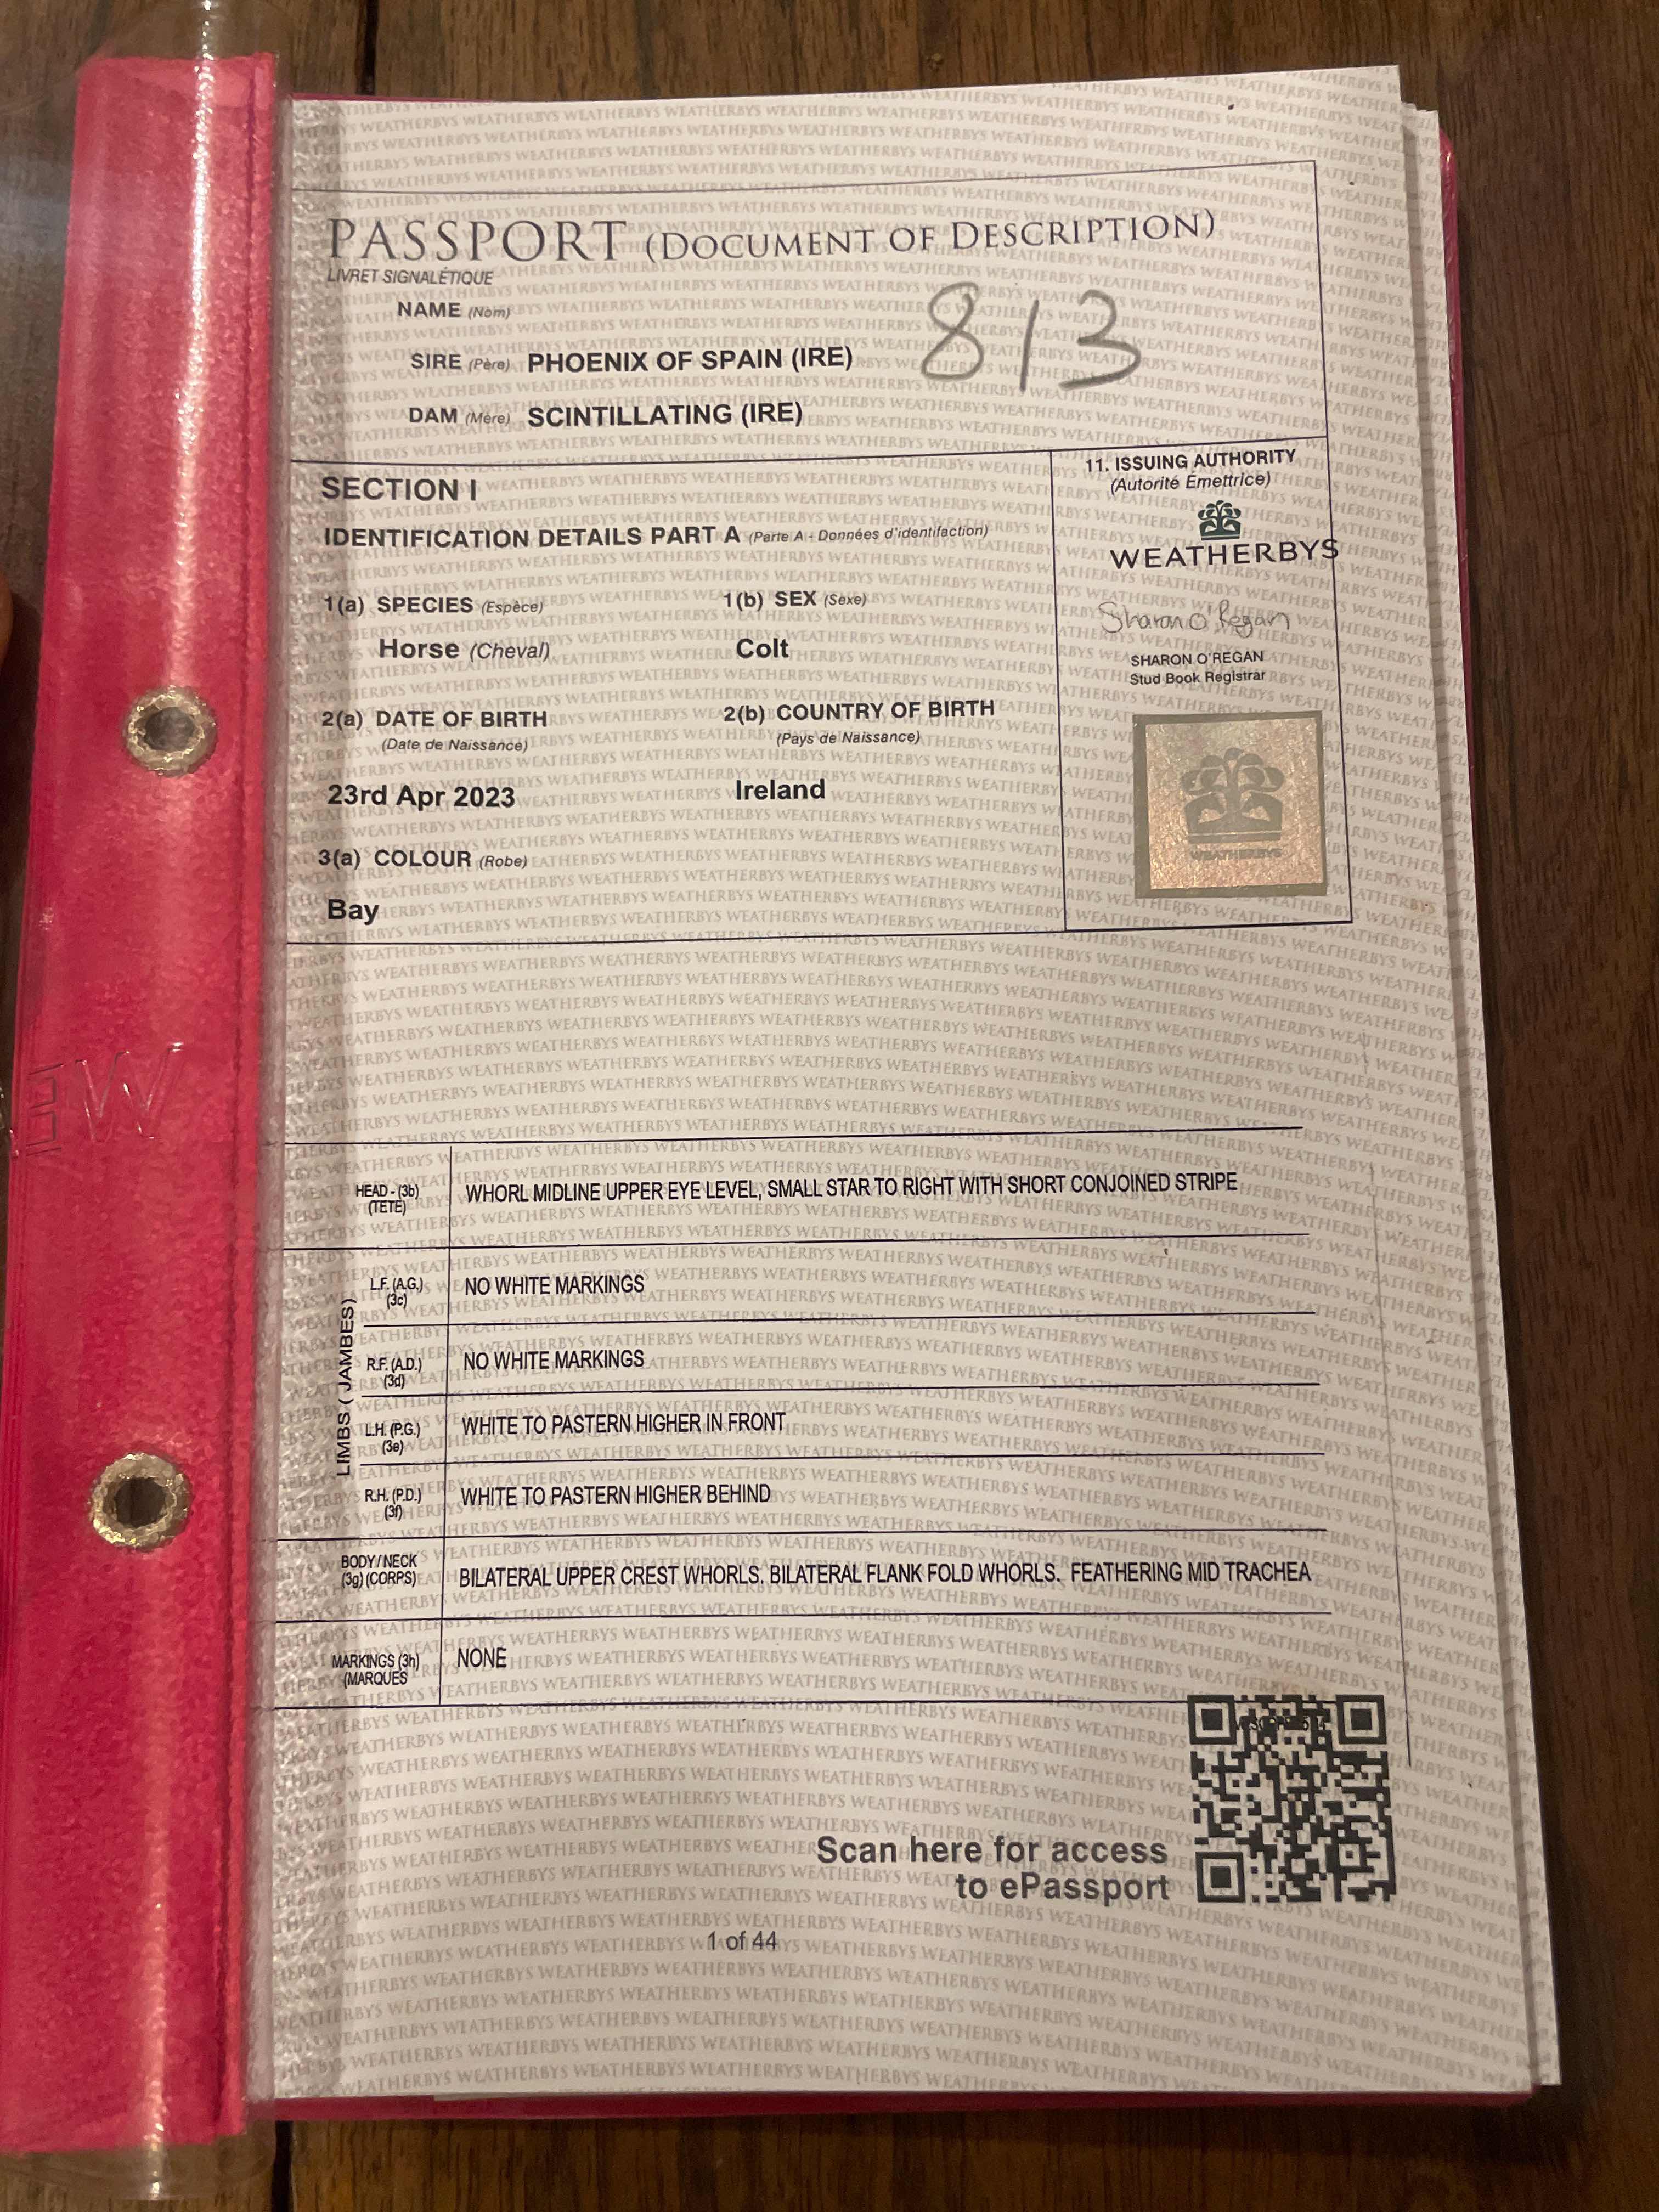 PASSPORT (DOCUMENT OF DESCRIPTION)
LIVRET SIGNALÉTIQUE
NAME (Nom)
813
SIRE (Père) PHOENIX OF SPAIN (IRE)
DAM (Mère) SCINTILLATING (IRE)
SECTION I
IDENTIFICATION DETAILS PART A (Parte A - Données d'identifaction)
1(a) SPECIES (Espèce) 1(b) SEX (Sexe)
Horse (Cheval) Colt
2(a) DATE OF BIRTH 2(b) COUNTRY OF BIRTH
(Date de Naissance) (Pays de Naissance)
23rd Apr 2023 Ireland
3(a) COLOUR (Robe)
Bay
11. ISSUING AUTHORITY
(Autorité Emettrice)
WEATHERBYS
Sharon O'Regan
SHARON O'REGAN
Stud Book Registrar
WEATHERBYS
HEAD - (3b) WHORL MIDLINE UPPER EYE LEVEL, SMALL STAR TO RIGHT WITH SHORT CONJOINED STRIPE
(TETE)
LIMBS ( JAMBES)
L.F. (A.G.) NO WHITE MARKINGS
(3c)
R.F. (A.D.) NO WHITE MARKINGS
(3d)
L.H. (P.G.) WHITE TO PASTERN HIGHER IN FRONT
(3e)
R.H. (P.D.) WHITE TO PASTERN HIGHER BEHIND
(3f)
BODY / NECK BILATERAL UPPER CREST WHORLS. BILATERAL FLANK FOLD WHORLS. FEATHERING MID TRACHEA
(3g) (CORPS)
MARKINGS (3h) NONE
(MARQUES
Scan here for access
to ePassport
1 of 44